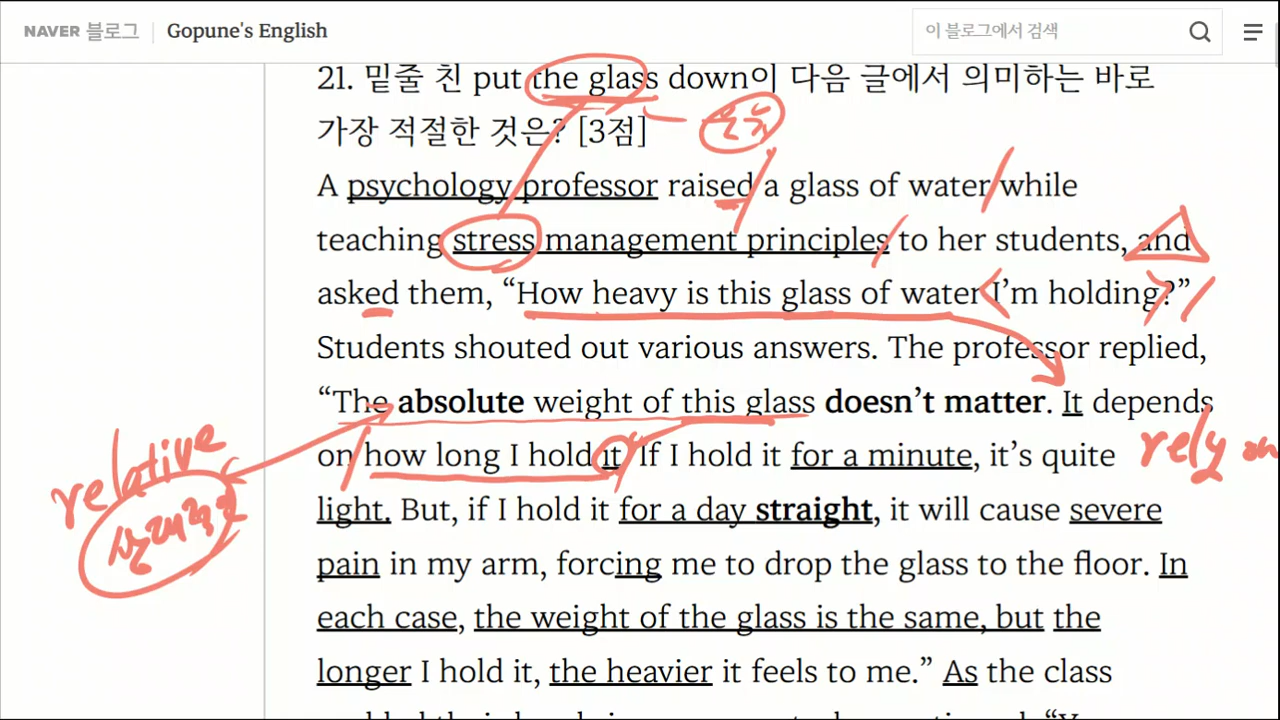 NAVER 블로그 | Gopune's English
이 블로그에서 검색
21. 밑줄 친 put the glass down이 다음 글에서 의미하는 바로
가장 적절한 것은? [3점]
A psychology professor raised a glass of water while
teaching stress management principles to her students, and
asked them, “How heavy is this glass of water I’m holding?”
Students shouted out various answers. The professor replied,
“The absolute weight of this glass doesn’t matter. It depends
on how long I hold it. If I hold it for a minute, it’s quite
rely on
relative
light. But, if I hold it for a day straight, it will cause severe
pain in my arm, forcing me to drop the glass to the floor. In
each case, the weight of the glass is the same, but the
longer I hold it, the heavier it feels to me.” As the class